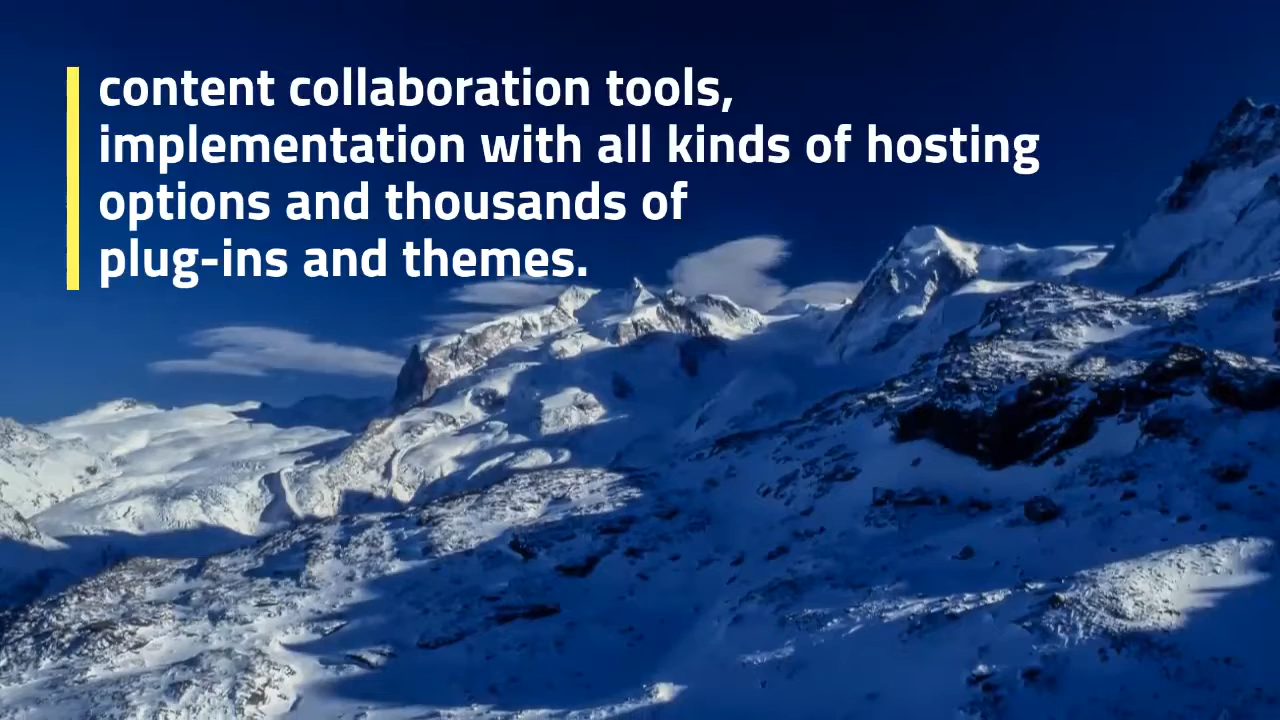 content collaboration tools,
implementation with all kinds of hosting
options and thousands of
plug-ins and themes.